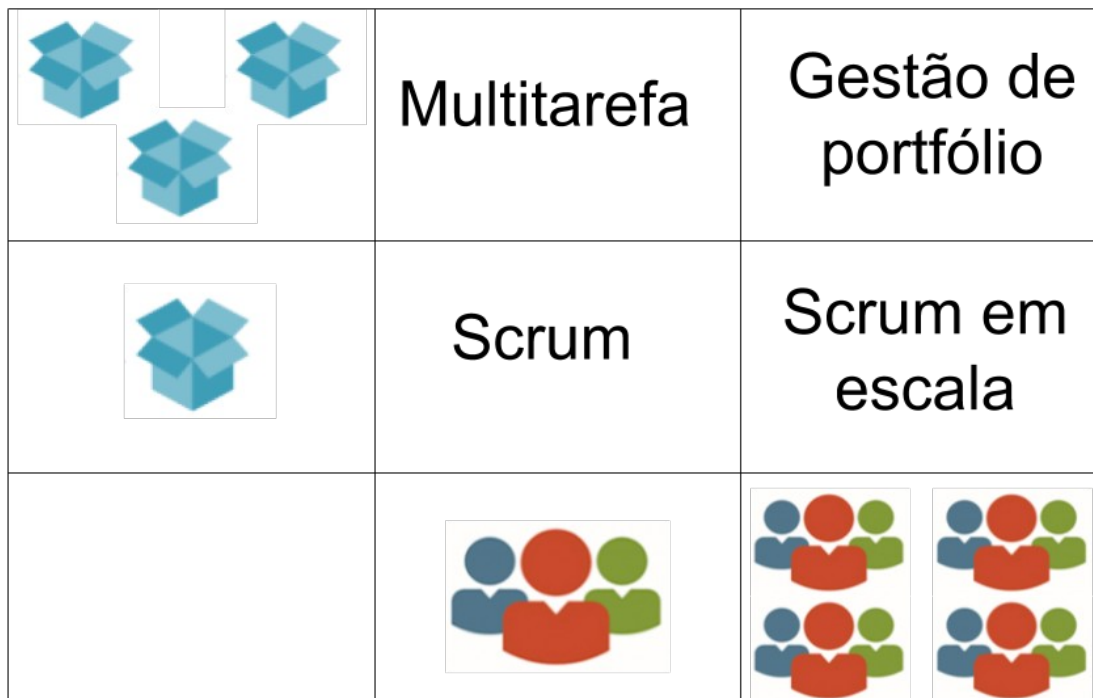 Multitarefa
Gestão de
portfólio
Scrum
Scrum em
escala